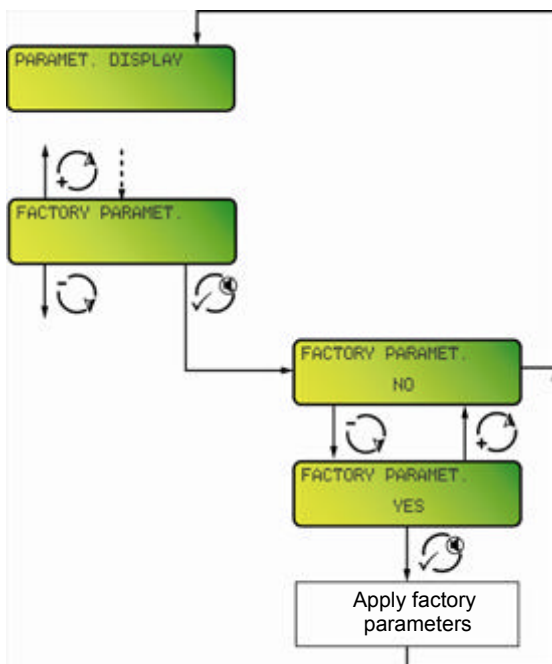 PARAMET. DISPLAY
+
FACTORY PARAMET.
-
FACTORY PARAMET.
NO
-
+
FACTORY PARAMET.
YES
Apply factory
parameters